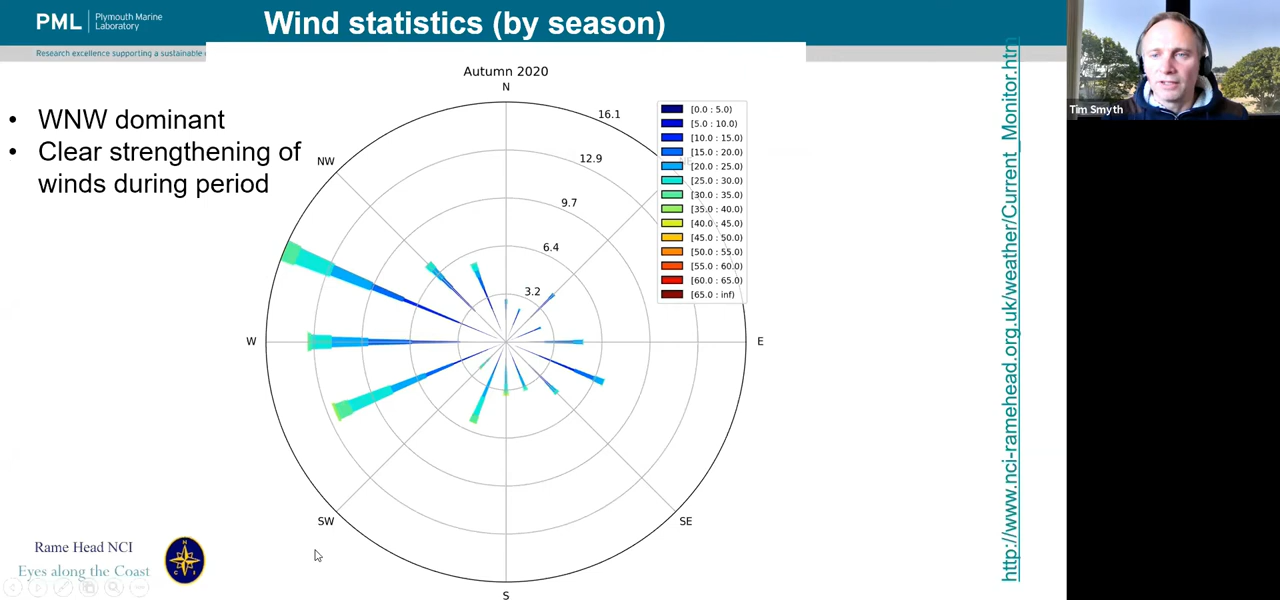 PML
Plymouth Marine
Laboratory
Wind statistics (by season)
Research excellence supporting a sustainable
Tim Smyth
• WNW dominant
• Clear strengthening of
winds during period
Autumn 2020
N
NW
W
SW
S
SE
E
16.1
12.9
9.7
6.4
3.2
[0.0 : 5.0)
[5.0 : 10.0)
[10.0 : 15.0)
[15.0 : 20.0)
[20.0 : 25.0)
[25.0 : 30.0)
[30.0 : 35.0)
[35.0 : 40.0)
[40.0 : 45.0)
[45.0 : 50.0)
[50.0 : 55.0)
[55.0 : 60.0)
[60.0 : 65.0)
[65.0 : inf)
http://www.nci-ramehead.org.uk/weather/Current_Monitor.htm
Rame Head NCI
Eyes along the Coast